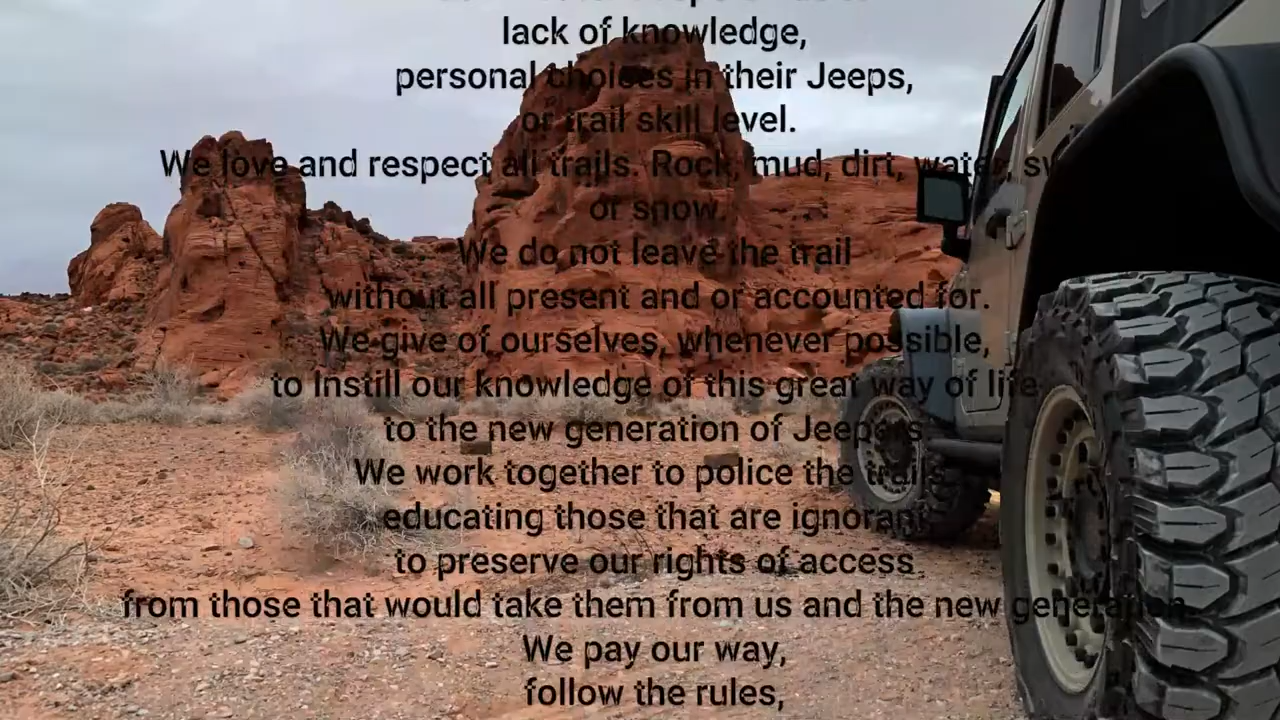 lack of knowledge,
personal choices in their Jeeps,
or trail skill level.
We love and respect all trails. Rock, mud, dirt, water,
or snow.
We do not leave the trail
without all present and or accounted for.
We give of ourselves, whenever possible,
to Instill our knowledge of this great way of life
to the new generation of Jeepers
We work together to police the trails
educating those that are ignorant
to preserve our rights of access
from those that would take them from us and the new generation.
We pay our way,
follow the rules,